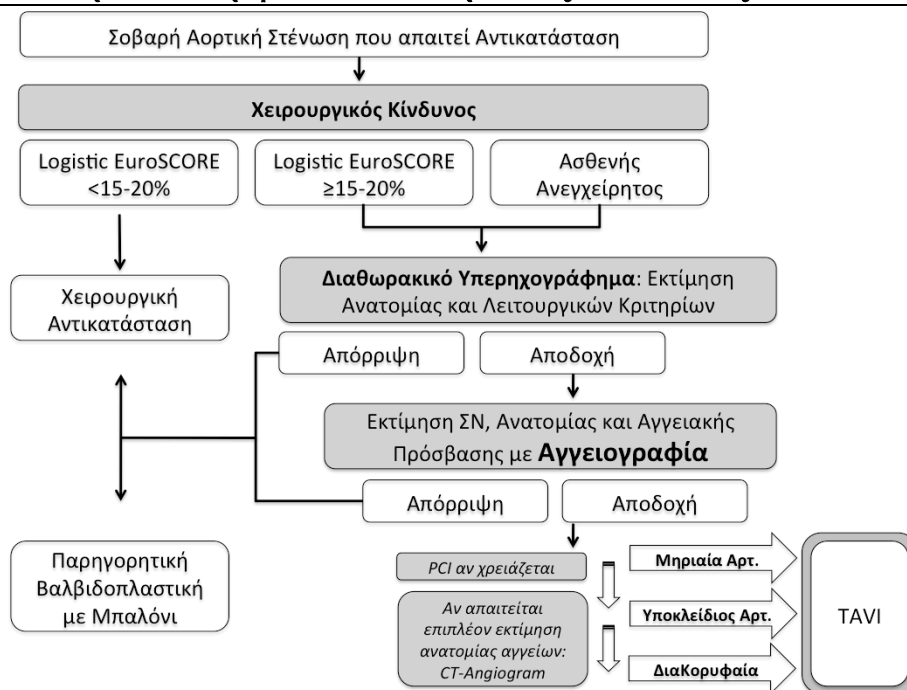 Σοβαρή Αορτική Στένωση που απαιτεί Αντικατάσταση
Χειρουργικός Κίνδυνος
Logistic EuroSCORE
<15-20%
Logistic EuroSCORE
≥15-20%
Ασθενής
Ανεγχείρητος
Διαθωρακικό Υπερηχογράφημα: Εκτίμηση
Ανατομίας και Λειτουργικών Κριτηρίων
Χειρουργική
Αντικατάσταση
Απόρριψη
Αποδοχή
Εκτίμηση ΣΝ, Ανατομίας και Αγγειακής
Πρόσβασης με Αγγειογραφία
Απόρριψη
Αποδοχή
Παρηγορητική
Βαλβιδοπλαστική
με Μπαλόνι
PCI αν χρειάζεται
Αν απαιτείται
επιπλέον εκτίμηση
ανατομίας αγγείων:
CT-Angiogram
Μηριαία Αρτ.
Υποκλείδιος Αρτ.
ΔιαΚορυφαία
TAVI